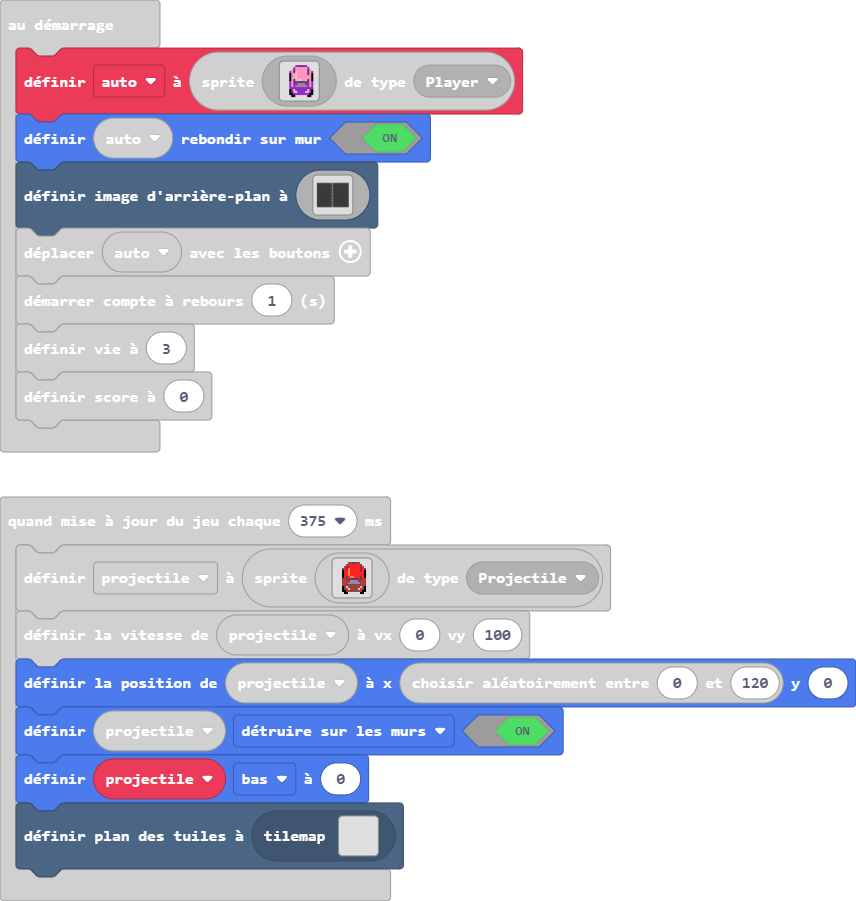 au démarrage
définir auto à sprite de type Player
définir auto rebondir sur mur ON
définir image d'arrière-plan à
déplacer auto avec les boutons
démarrer compte à rebours 1 (s)
définir vie à 3
définir score à 0
quand mise à jour du jeu chaque 375 ms
définir projectile à sprite de type Projectile
définir la vitesse de projectile à vx 0 vy 100
définir la position de projectile à x choisir aléatoirement entre 0 et 120 y 0
définir projectile détruire sur les murs ON
définir projectile bas à 0
définir plan des tuiles à tilemap